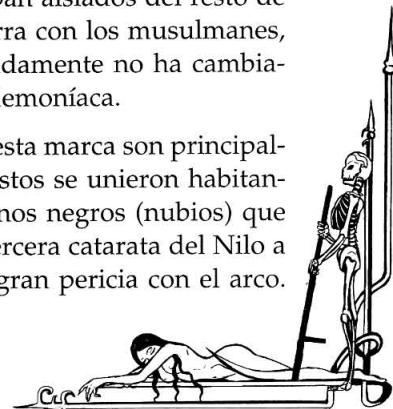 ban aislados del resto de
rra con los musulmanes,
damente no ha cambia-
demoníaca.
esta marca son principal-
stos se unieron habitan-
nos negros (nubios) que
ercera catarata del Nilo a
gran pericia con el arco.